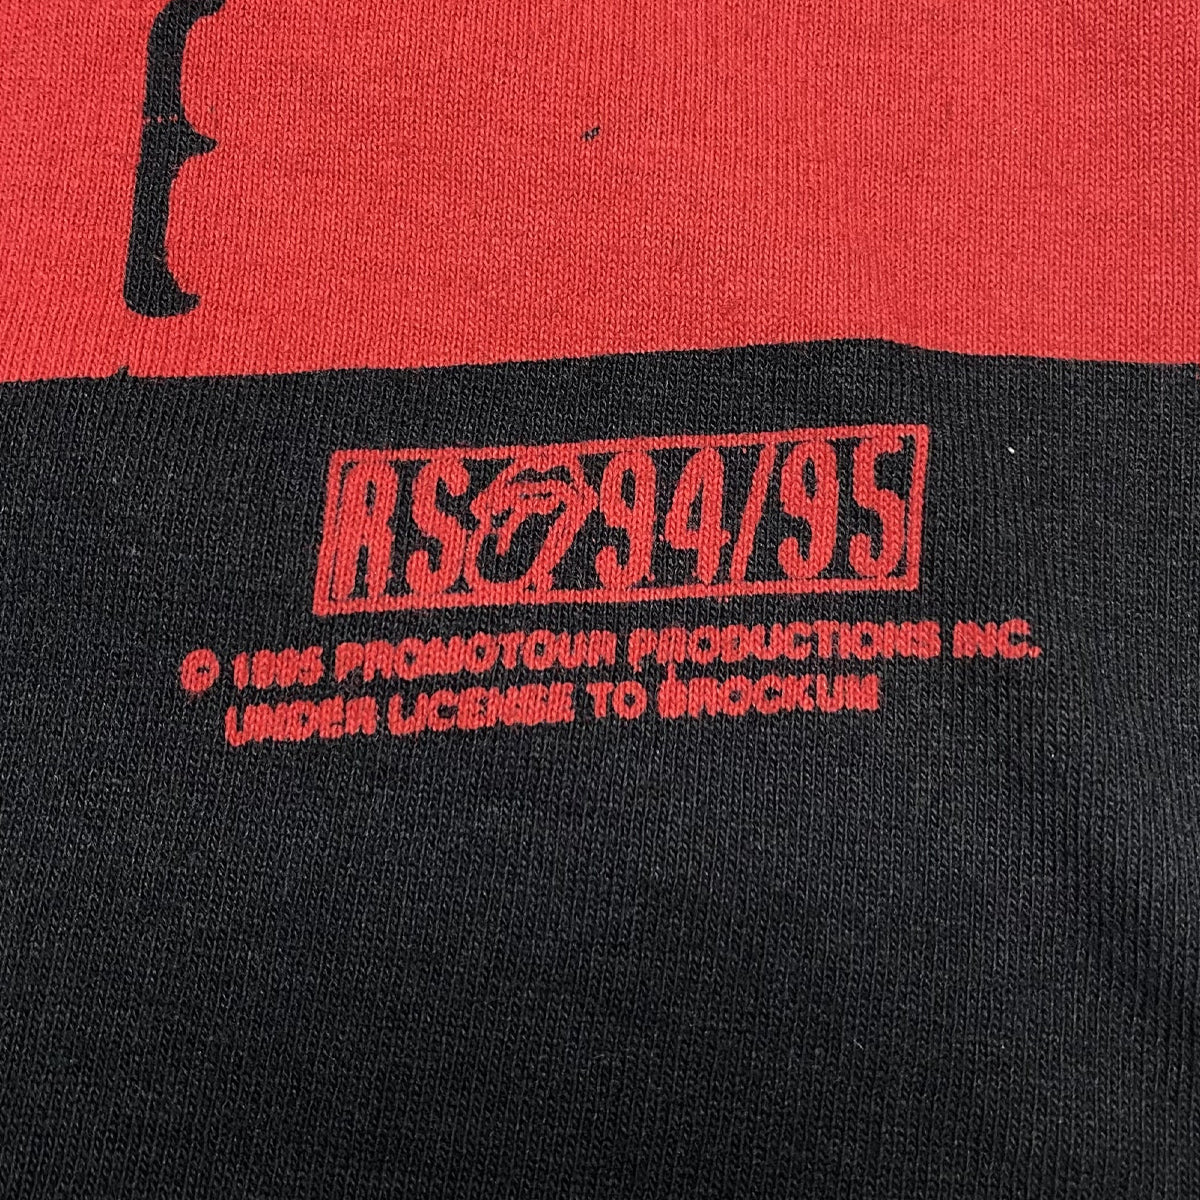 RS 94/95
© 1995 PROMOTOUR PRODUCTIONS INC.
UNDER LICENSE TO BROCKUM